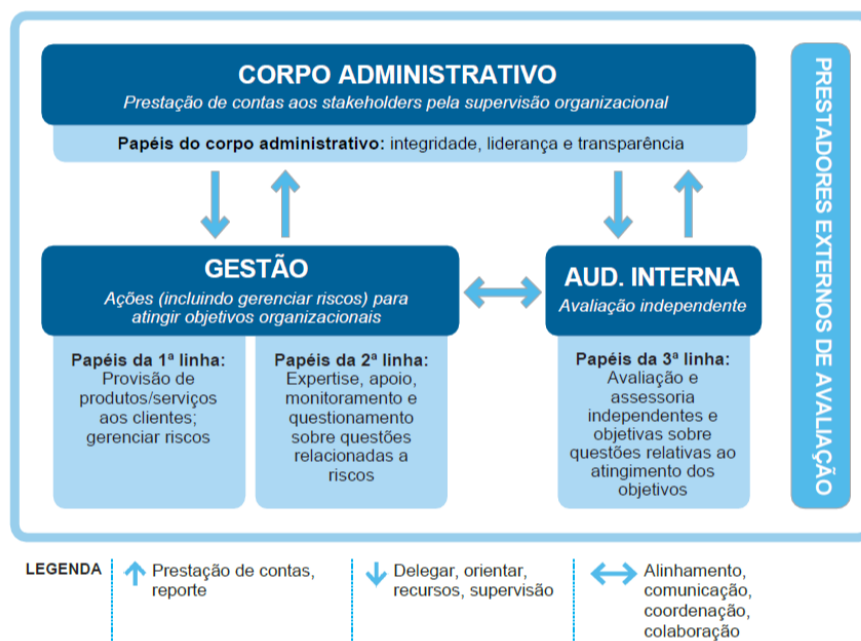 CORPO ADMINISTRATIVO
Prestação de contas aos stakeholders pela supervisão organizacional
Papéis do corpo administrativo: integridade, liderança e transparência
GESTÃO
Ações (incluindo gerenciar riscos) para
atingir objetivos organizacionais
Papéis da 1ª linha:
Provisão de
produtos/serviços
aos clientes;
gerenciar riscos
Papéis da 2ª linha:
Expertise, apoio,
monitoramento e
questionamento
sobre questões
relacionadas a
riscos
AUD. INTERNA
Avaliação independente
Papéis da 3ª linha:
Avaliação e
assessoria
independentes e
objetivas sobre
questões relativas ao
atingimento dos
objetivos
PRESTADORES EXTERNOS DE AVALIAÇÃO
LEGENDA
Prestação de contas,
reporte
Delegar, orientar,
recursos, supervisão
Alinhamento,
comunicação,
coordenação,
colaboração